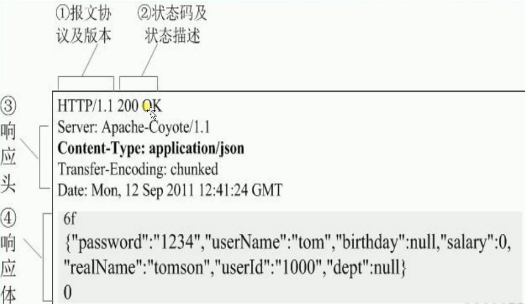 ①报文协
议及版本
②状态码及
状态描述
③
响
应
头
HTTP/1.1 200 OK
Server: Apache-Coyote/1.1
Content-Type: application/json
Transfer-Encoding: chunked
Date: Mon, 12 Sep 2011 12:41:24 GMT
④
响
应
体
6f
{"password":"1234","userName":"tom","birthday":null,"salary":0,
"realName":"tomson","userId":"1000","dept":null}
0